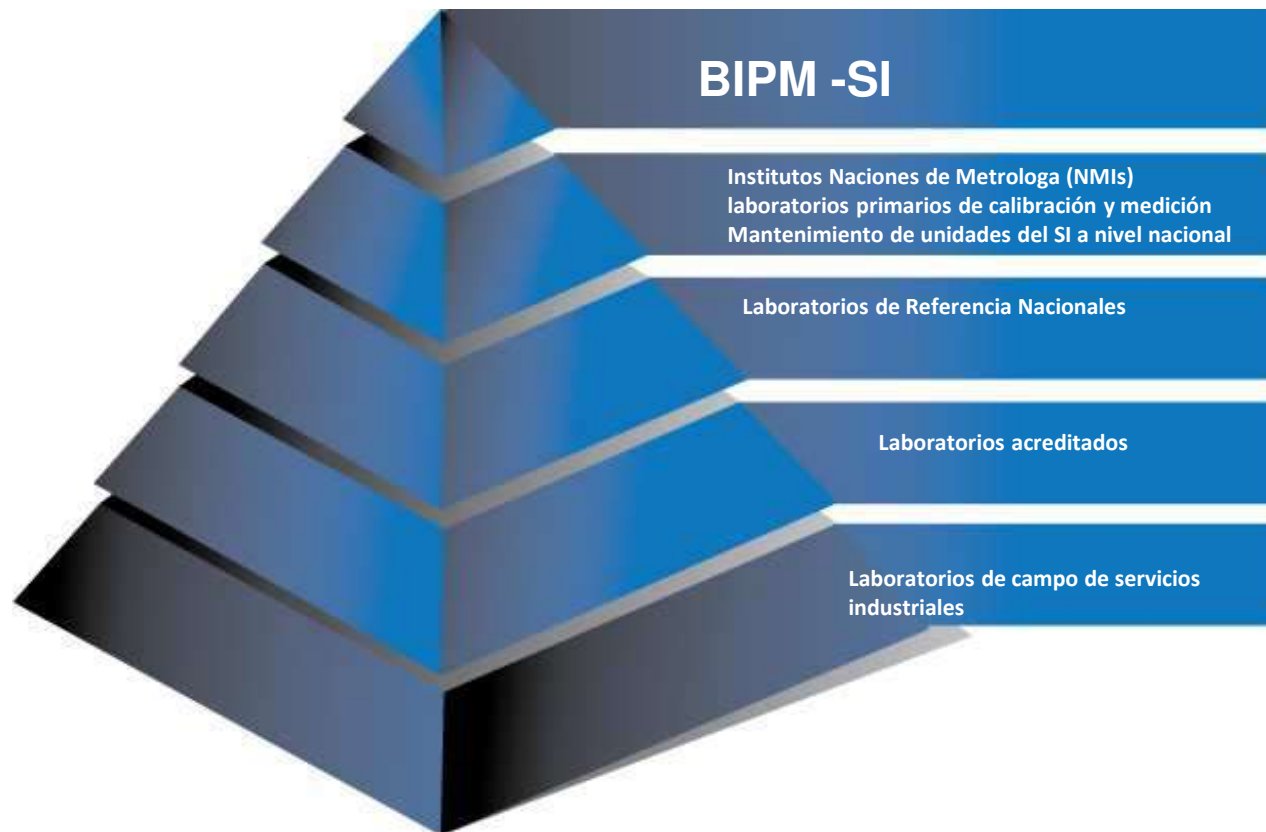 BIPM -SI
Institutos Naciones de Metrologa (NMIs)
laboratorios primarios de calibración y medición
Mantenimiento de unidades del SI a nivel nacional
Laboratorios de Referencia Nacionales
Laboratorios acreditados
Laboratorios de campo de servicios
industriales